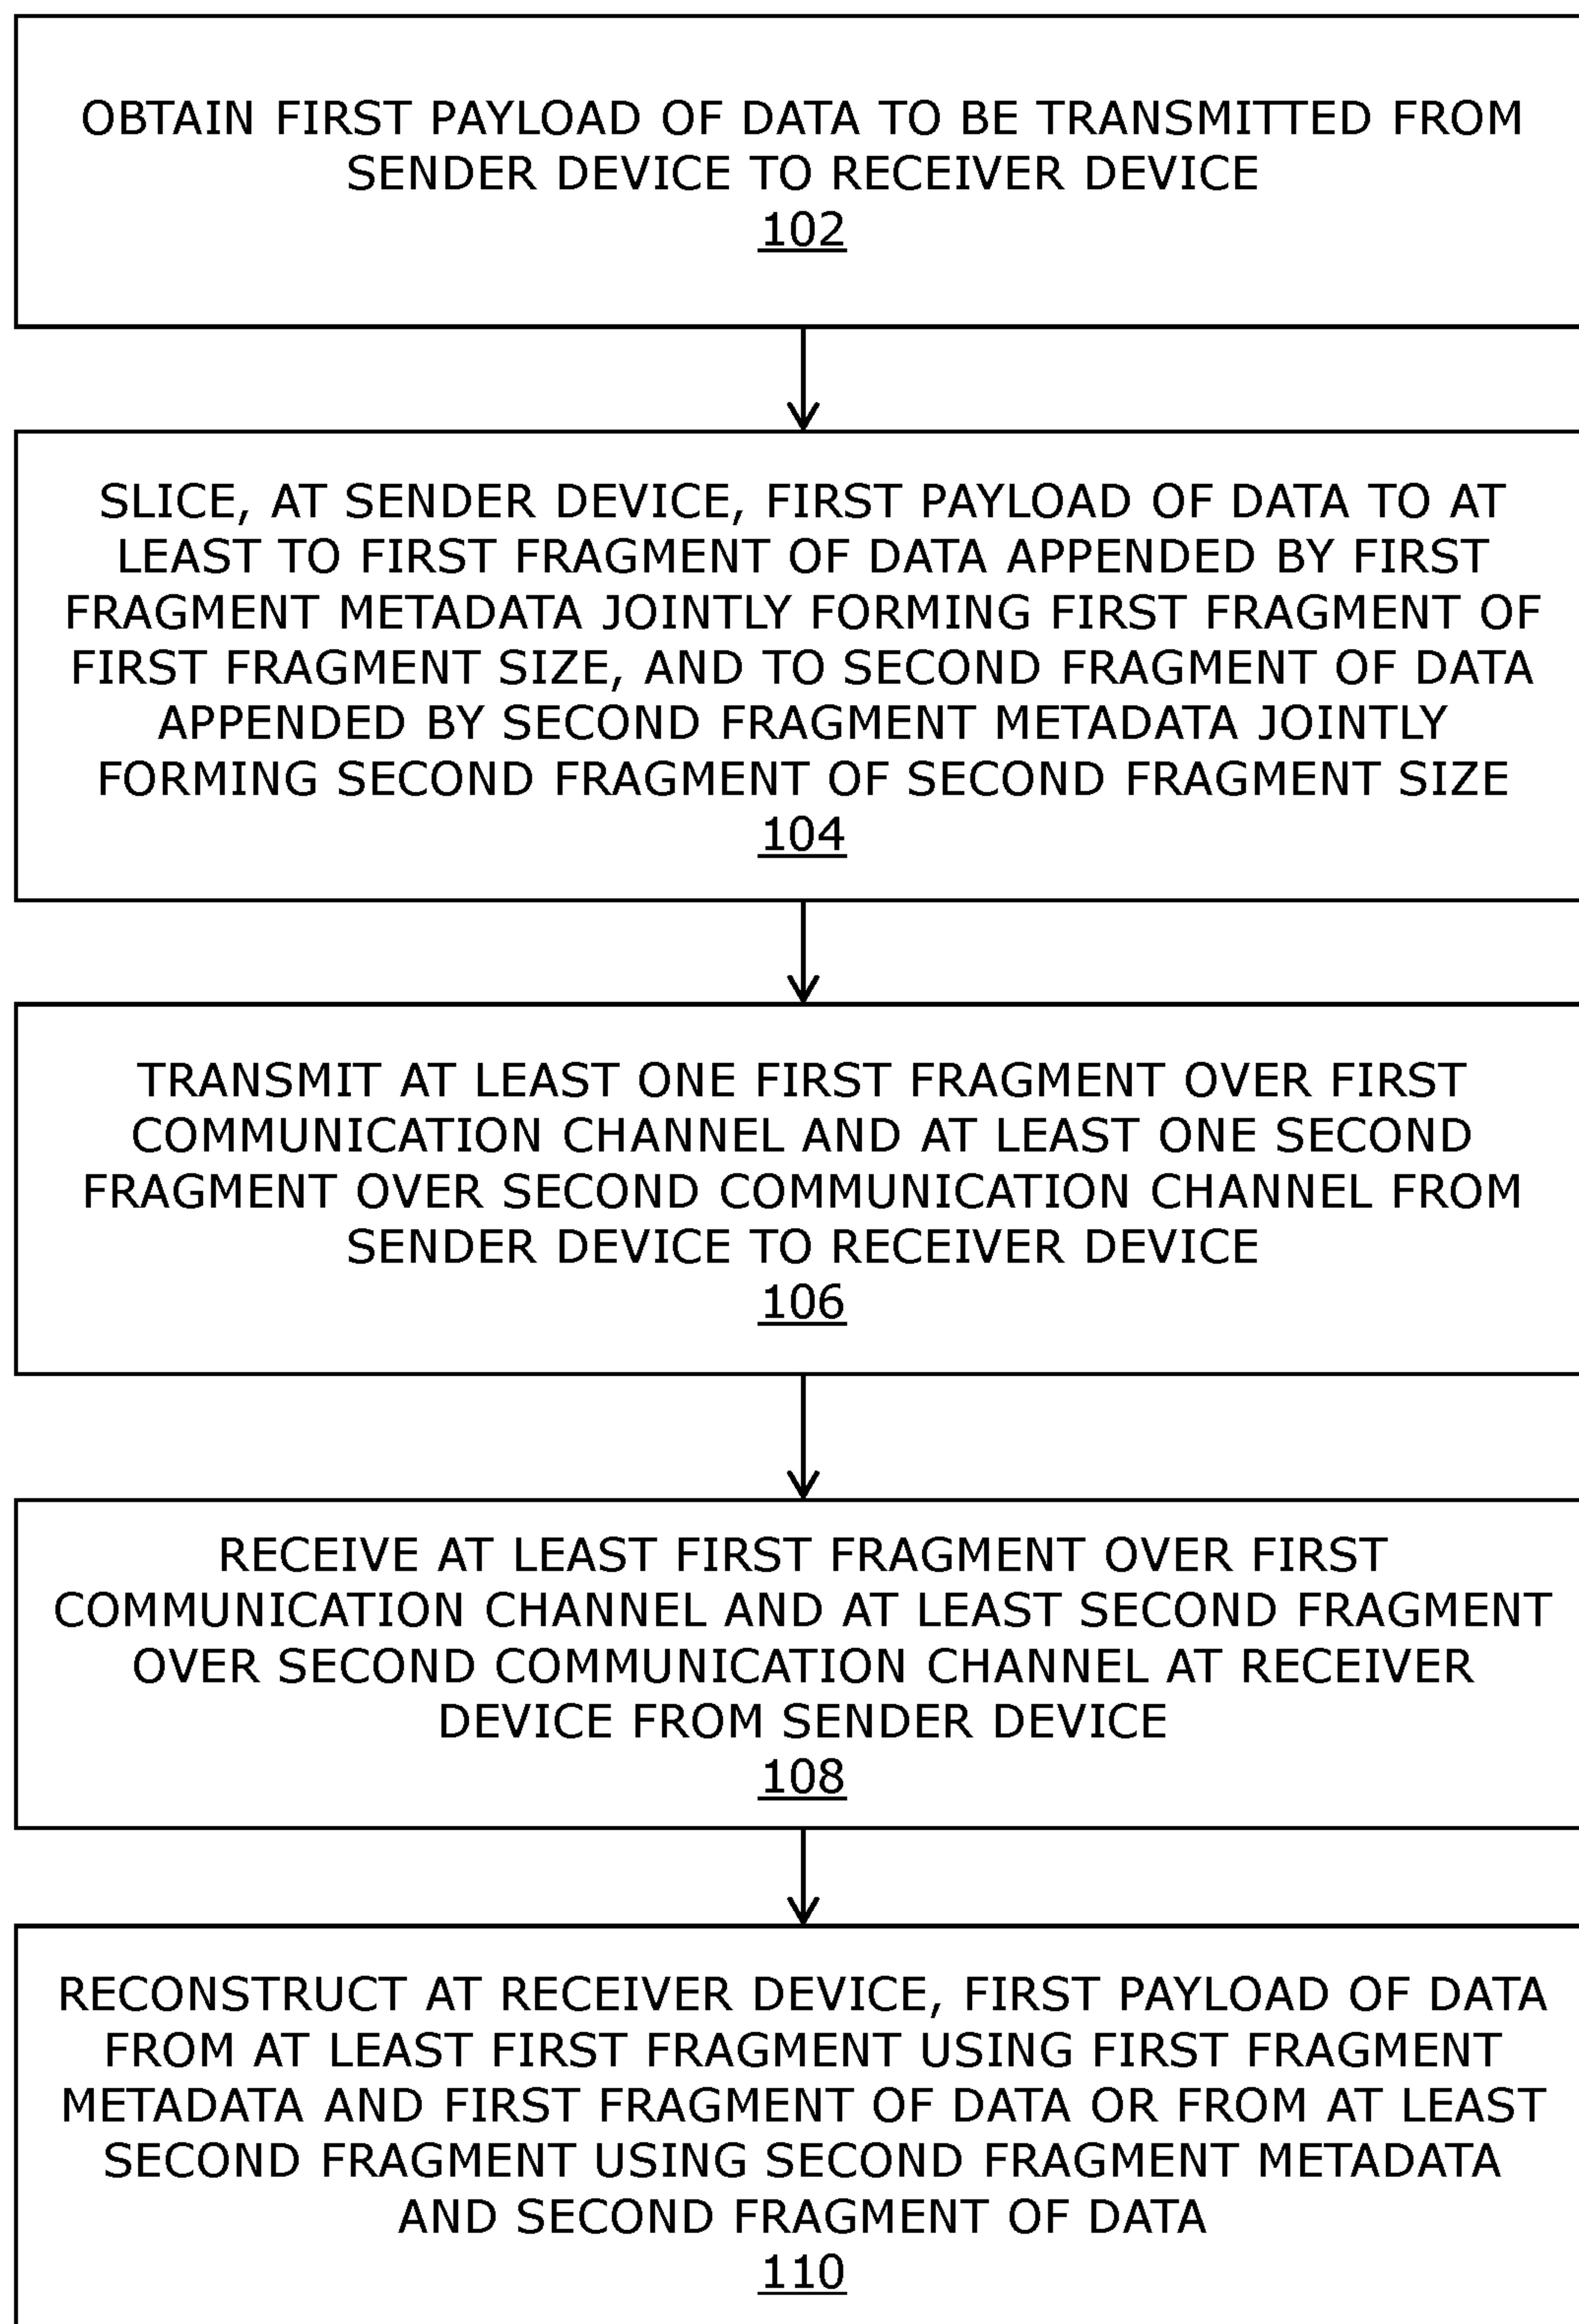 OBTAIN FIRST PAYLOAD OF DATA TO BE TRANSMITTED FROM
SENDER DEVICE TO RECEIVER DEVICE
102
SLICE, AT SENDER DEVICE, FIRST PAYLOAD OF DATA TO AT
LEAST TO FIRST FRAGMENT OF DATA APPENDED BY FIRST
FRAGMENT METADATA JOINTLY FORMING FIRST FRAGMENT OF
FIRST FRAGMENT SIZE, AND TO SECOND FRAGMENT OF DATA
APPENDED BY SECOND FRAGMENT METADATA JOINTLY
FORMING SECOND FRAGMENT OF SECOND FRAGMENT SIZE
104
TRANSMIT AT LEAST ONE FIRST FRAGMENT OVER FIRST
COMMUNICATION CHANNEL AND AT LEAST ONE SECOND
FRAGMENT OVER SECOND COMMUNICATION CHANNEL FROM
SENDER DEVICE TO RECEIVER DEVICE
106
RECEIVE AT LEAST FIRST FRAGMENT OVER FIRST
COMMUNICATION CHANNEL AND AT LEAST SECOND FRAGMENT
OVER SECOND COMMUNICATION CHANNEL AT RECEIVER
DEVICE FROM SENDER DEVICE
108
RECONSTRUCT AT RECEIVER DEVICE, FIRST PAYLOAD OF DATA
FROM AT LEAST FIRST FRAGMENT USING FIRST FRAGMENT
METADATA AND FIRST FRAGMENT OF DATA OR FROM AT LEAST
SECOND FRAGMENT USING SECOND FRAGMENT METADATA
AND SECOND FRAGMENT OF DATA
110